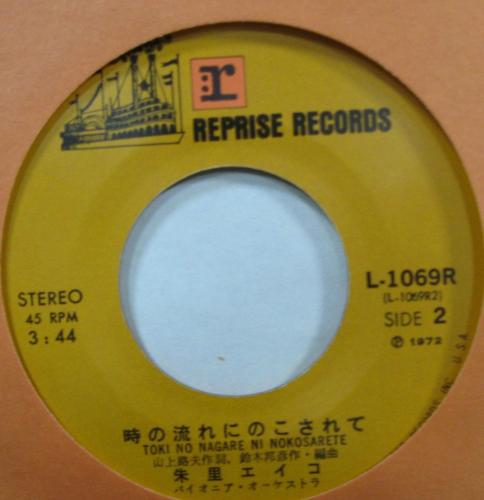 r
REPRISE RECORDS
STEREO
45 RPM
3:44
L-1069R
(L-1069R2)
SIDE 2
Ⓟ 1972
時の流れにのこされて
TOKI NO NAGARE NI NOKOSARETE
山上路夫作詞、鈴木邦彦作・編曲
朱里エイコ
パイオニア・オーケストラ
U.S.A.